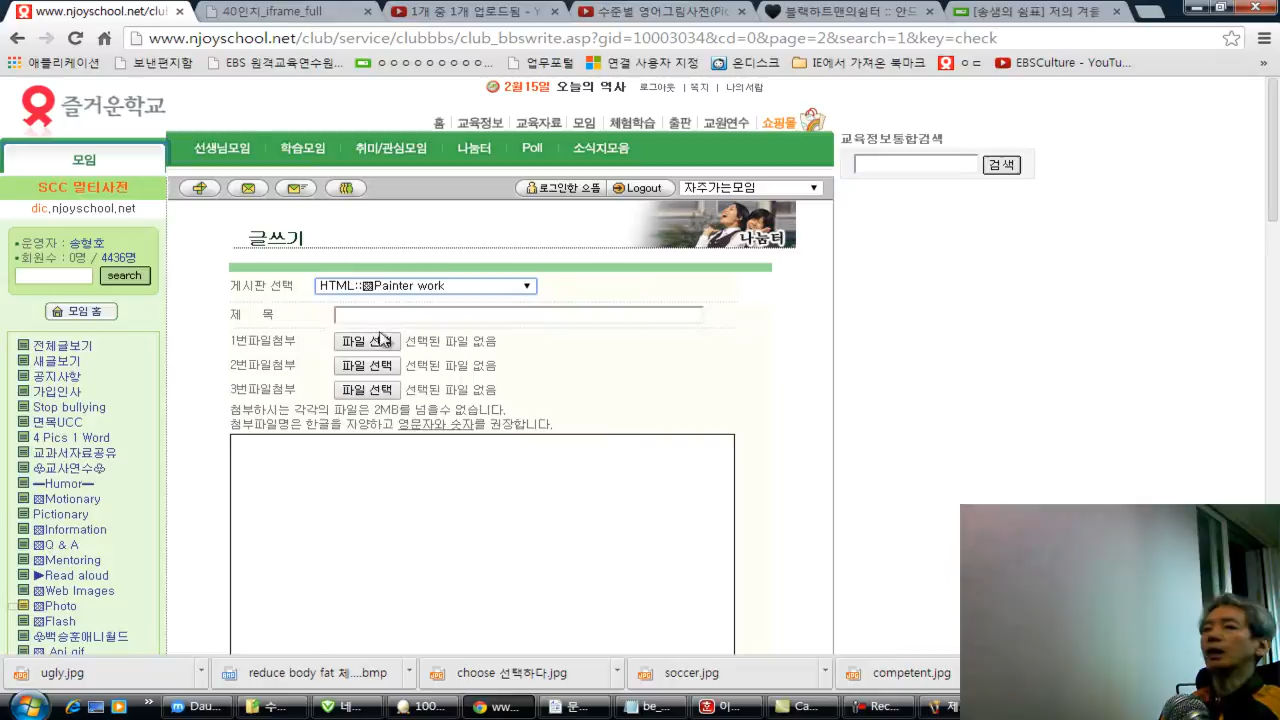 www.njoyschool.net/clul
40인치_iframe_full
1개 중 1개 업로드됨 - Y
수준별 영어그림사전(Pic
블랙하트맨의쉼터 :: 안드
[송생의 쉼표] 저의 겨울
www.njoyschool.net/club/service/clubbbs/club_bbswrite.asp?gid=10003034&cd=0&page=2&search=1&key=check
애플리케이션
보낸편지함
EBS 원격교육연수원...
ㅇㅇㅇㅇㅇㅇㅇㅇㅇㅇ
업무포털
연결 사용자 지정
온디스크
IE에서 가져온 북마크
ㅇㄷ
EBSCulture - YouTu...
2월15일 오늘의 역사
로그아웃 | 쪽지 | 나의서랍
즐거운학교
홈 | 교육정보 | 교육자료 | 모임 | 체험학습 | 출판 | 교원연수 | 쇼핑몰
교육정보통합검색
검색
모임
선생님모임 학습모임 취미/관심모임 나눔터 Poll 소식지모음
SCC 멀티사전
dic.njoyschool.net
로그인한 으뜸
Logout
자주가는모임
운영자 : 송형호
회원수 : 0명 / 4436명
search
모임 홈
글쓰기
나눔터
게시판 선택
HTML::▨Painter work
제 목
1번파일첨부 파일 선택 선택된 파일 없음
2번파일첨부 파일 선택 선택된 파일 없음
3번파일첨부 파일 선택 선택된 파일 없음
첨부하시는 각각의 파일은 2MB를 넘을수 없습니다.
첨부파일명은 한글을 지양하고 영문자와 숫자를 권장합니다.
전체글보기
새글보기
공지사항
가입인사
Stop bullying
면목UCC
4 Pics 1 Word
교과서자료공유
♧교사연수♧
━Humor━
▨Motionary
Pictionary
▨Information
▨Q & A
▨Mentoring
▶Read aloud
▨Web Images
▨Photo
▨Flash
♧백승훈애니월드
Ani gif
ugly.jpg
reduce body fat 체....bmp
choose 선택하다.jpg
soccer.jpg
competent.jpg
Dau...
수...
네...
100...
ww...
문...
be_...
이...
Ca...
Rec...
제